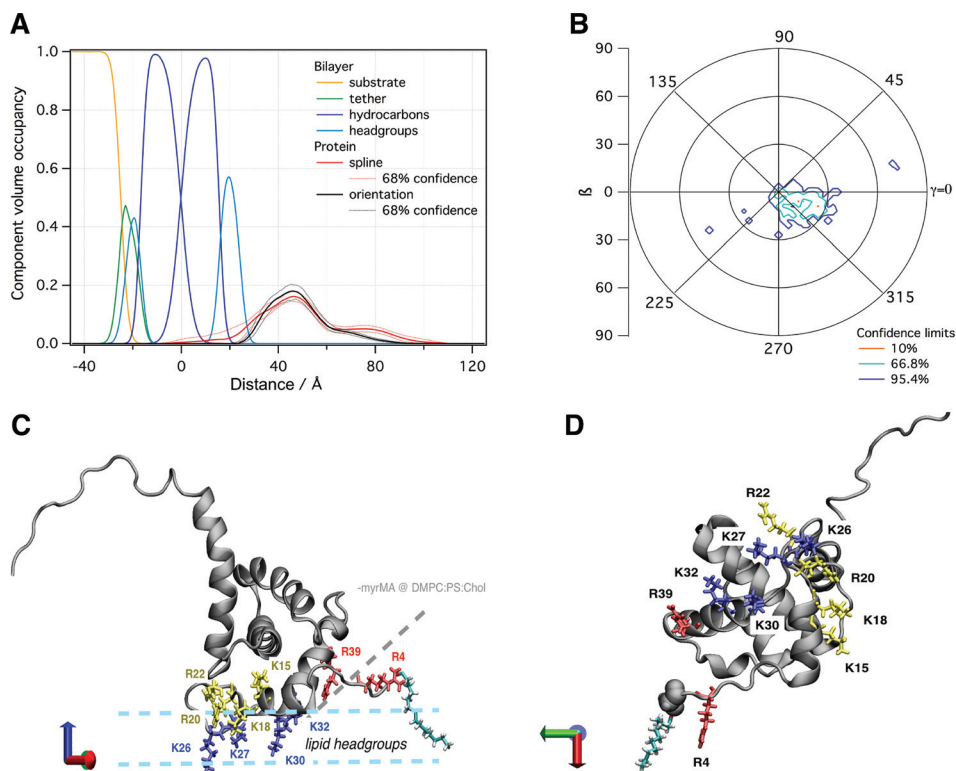 A
Component volume occupancy
1.0
0.8
0.6
0.4
0.2
0.0
-40
0
40
80
120
Distance / Å
Bilayer
substrate
tether
hydrocarbons
headgroups
Protein
spline
68% confidence
orientation
68% confidence
B
ß
90
60
30
0
30
60
90
90
45
γ=0
315
270
225
135
Confidence limits
10%
66.8%
95.4%
C
-myrMA @ DMPC:PS:Chol
R39
R4
K15
R22
R20
K18
K32
K26
K27
K30
lipid headgroups
D
R22
K27
K26
K32
R20
R39
K30
K18
K15
R4